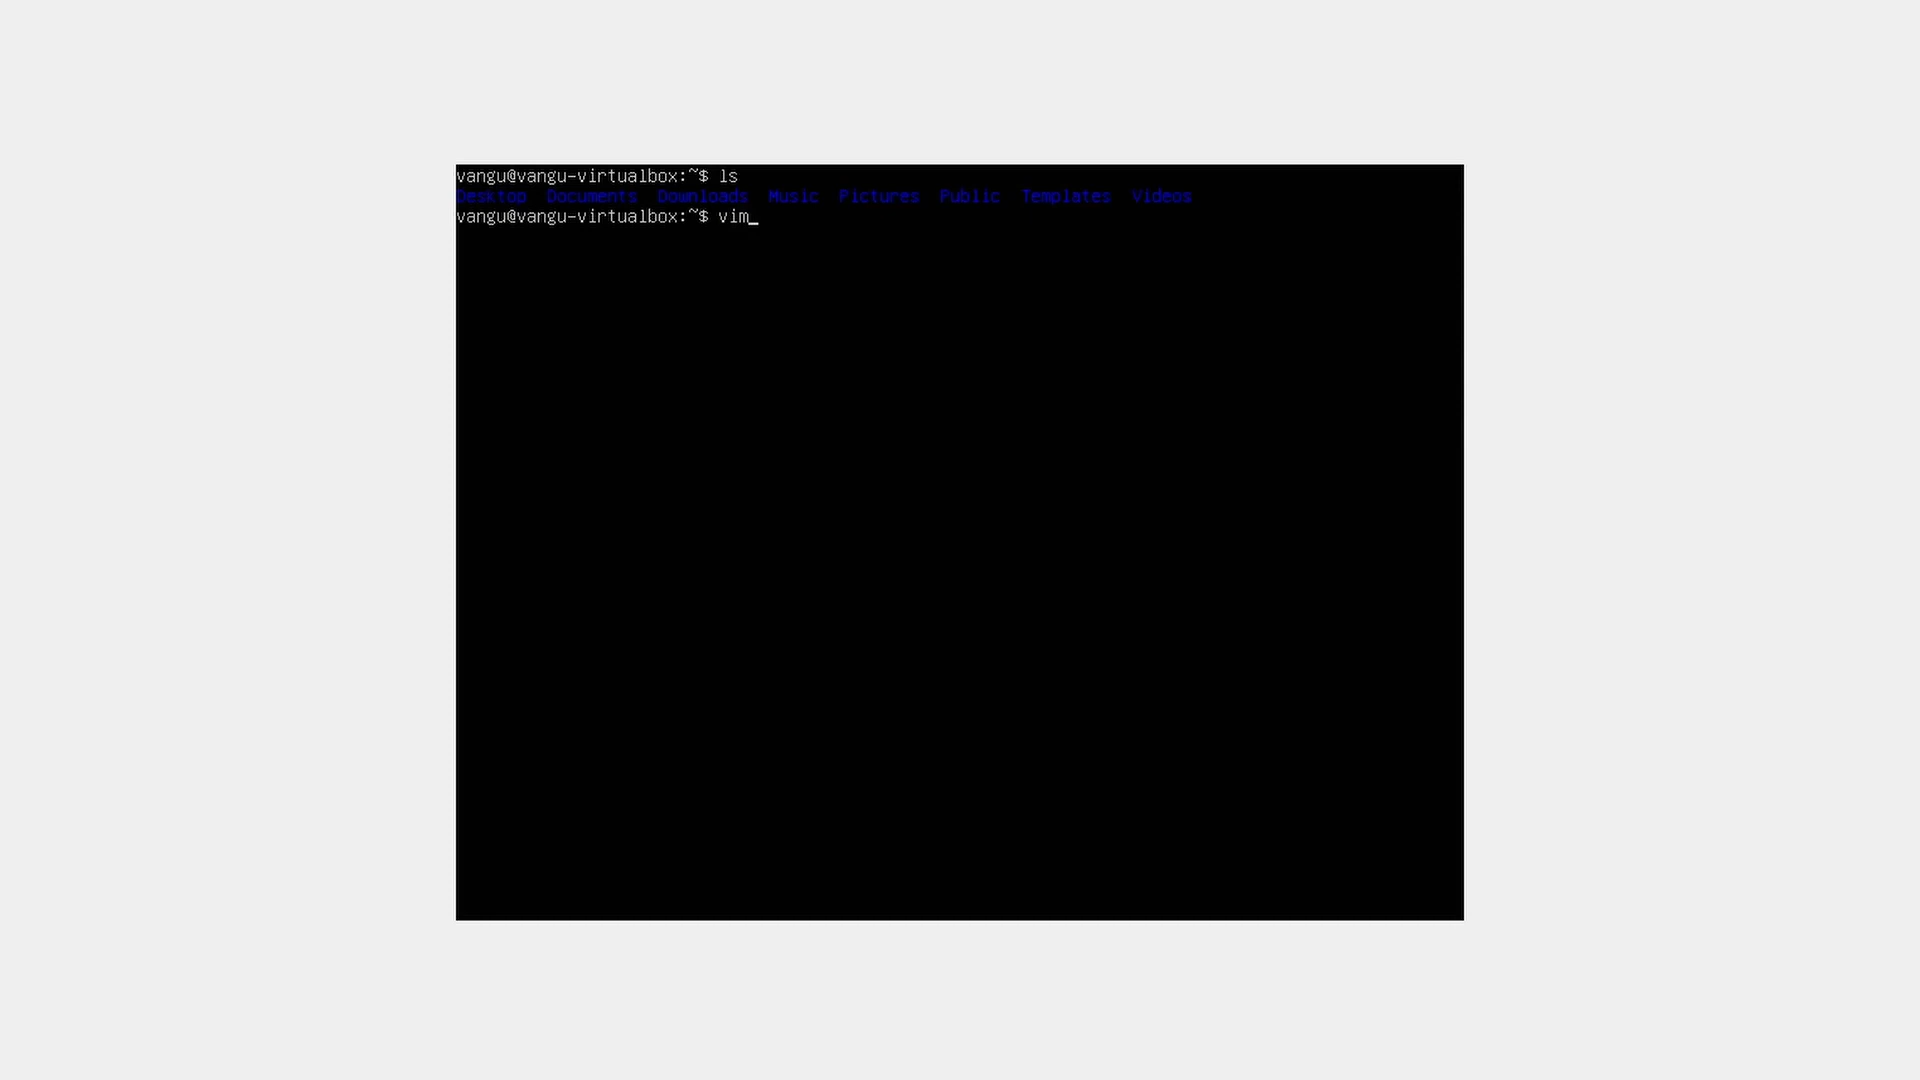 vangu@vangu-virtualbox:~$ ls
Desktop  Documents  Downloads  Music  Pictures  Public  Templates  Videos
vangu@vangu-virtualbox:~$ vim_